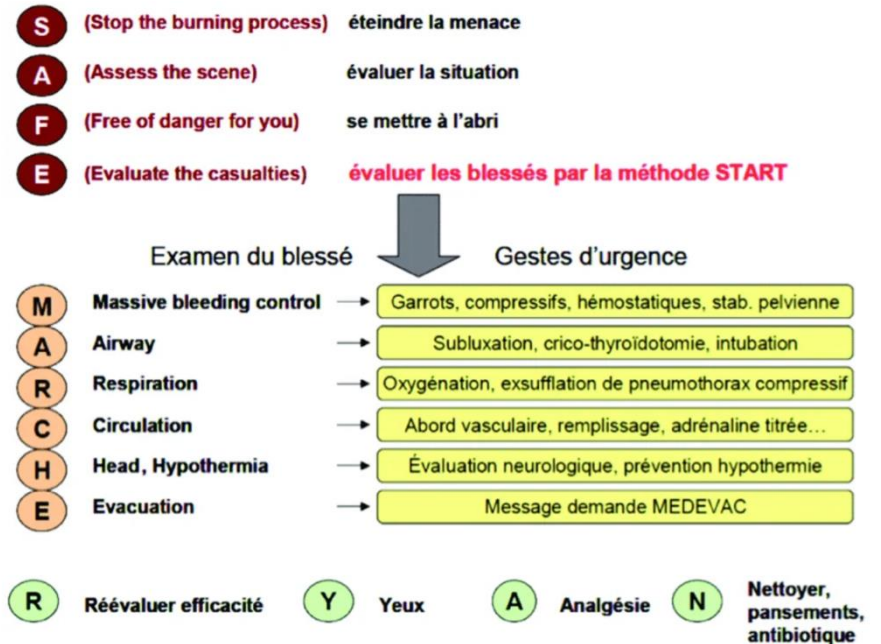 S (Stop the burning process) éteindre la menace
A (Assess the scene) évaluer la situation
F (Free of danger for you) se mettre à l'abri
E (Evaluate the casualties) évaluer les blessés par la méthode START
Examen du blessé Gestes d'urgence
M Massive bleeding control Garrots, compressifs, hémostatiques, stab. pelvienne
A Airway Subluxation, crico-thyroïdotomie, intubation
R Respiration Oxygénation, exsufflation de pneumothorax compressif
C Circulation Abord vasculaire, remplissage, adrénaline titrée...
H Head, Hypothermia Évaluation neurologique, prévention hypothermie
E Evacuation Message demande MEDEVAC
R Réévaluer efficacité Y Yeux A Analgésie N Nettoyer,
pansements,
antibiotique